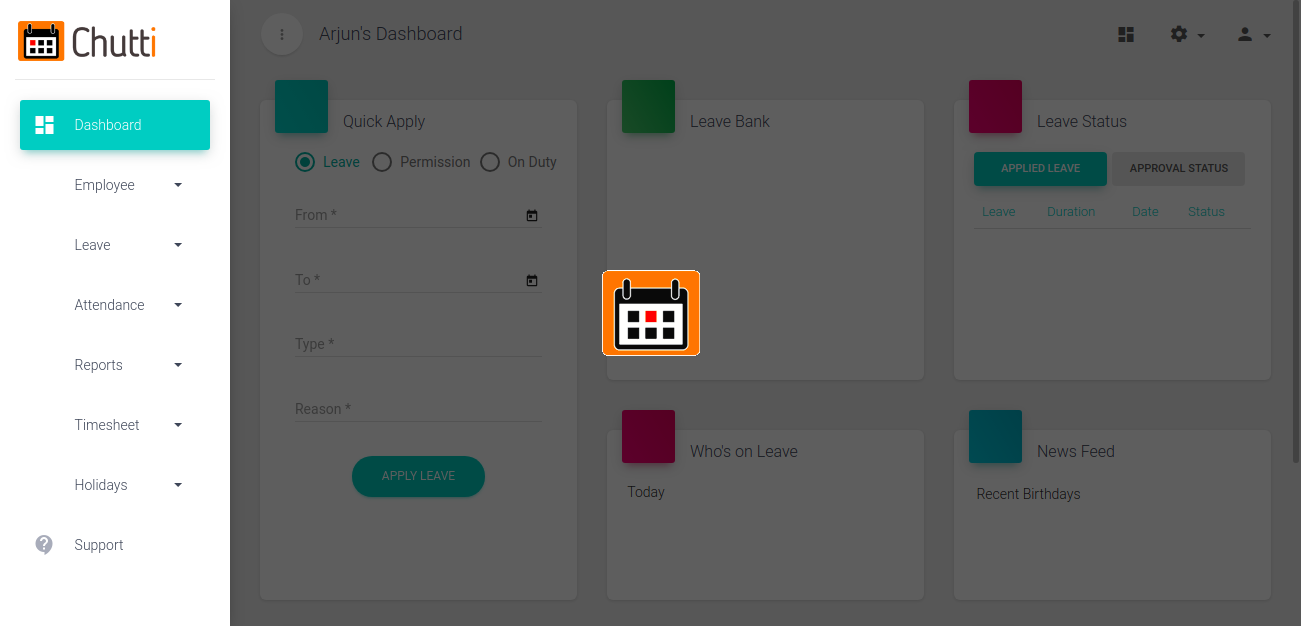 Chutti
Dashboard
Employee
Leave
Attendance
Reports
Timesheet
Holidays
Support
Arjun's Dashboard
Quick Apply
Leave Permission On Duty
From *
To *
Type *
Reason *
APPLY LEAVE
Leave Bank
Leave Status
APPLIED LEAVE APPROVAL STATUS
Leave Duration Date Status
Who's on Leave
Today
News Feed
Recent Birthdays